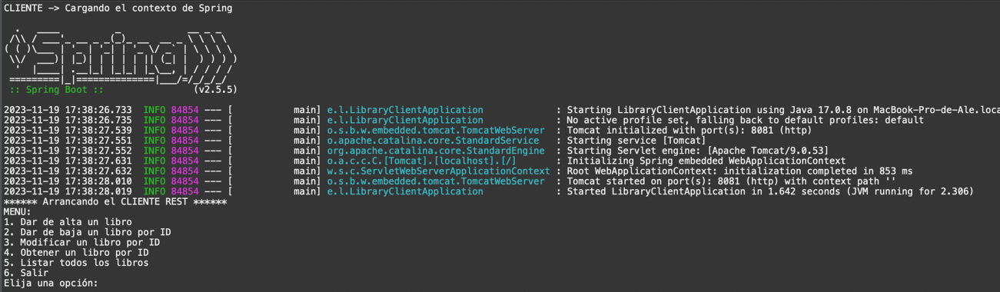 CLIENTE -> Cargando el contexto de Spring
  .   ____          _            __ _ _
 /\\ / ___'_ __ _ _(_)_ __  __ _ \ \ \ \
( ( )\___ | '_ | '_| | '_ \/ _` | \ \ \ \
 \\/  ___)| |_)| | | | | || (_| |  ) ) ) )
  '  |____| .__|_| |_|_| |_\__, | / / / /
 =========|_|==============|___/=/_/_/_/
 :: Spring Boot ::                (v2.5.5)
2023-11-19 17:38:26.733  INFO 84854 --- [           main] e.l.LibraryClientApplication             : Starting LibraryClientApplication using Java 17.0.8 on MacBook-Pro-de-Ale.loca
2023-11-19 17:38:26.735  INFO 84854 --- [           main] e.l.LibraryClientApplication             : No active profile set, falling back to default profiles: default
2023-11-19 17:38:27.539  INFO 84854 --- [           main] o.s.b.w.embedded.tomcat.TomcatWebServer  : Tomcat initialized with port(s): 8081 (http)
2023-11-19 17:38:27.551  INFO 84854 --- [           main] o.apache.catalina.core.StandardService   : Starting service [Tomcat]
2023-11-19 17:38:27.552  INFO 84854 --- [           main] org.apache.catalina.core.StandardEngine  : Starting Servlet engine: [Apache Tomcat/9.0.53]
2023-11-19 17:38:27.631  INFO 84854 --- [           main] o.a.c.c.C.[Tomcat].[localhost].[/]       : Initializing Spring embedded WebApplicationContext
2023-11-19 17:38:27.632  INFO 84854 --- [           main] w.s.c.ServletWebServerApplicationContext : Root WebApplicationContext: initialization completed in 853 ms
2023-11-19 17:38:28.010  INFO 84854 --- [           main] o.s.b.w.embedded.tomcat.TomcatWebServer  : Tomcat started on port(s): 8081 (http) with context path ''
2023-11-19 17:38:28.019  INFO 84854 --- [           main] e.l.LibraryClientApplication             : Started LibraryClientApplication in 1.642 seconds (JVM running for 2.306)
****** Arrancando el CLIENTE REST ******
MENU:
1. Dar de alta un libro
2. Dar de baja un libro por ID
3. Modificar un libro por ID
4. Obtener un libro por ID
5. Listar todos los libros
6. Salir
Elija una opción: